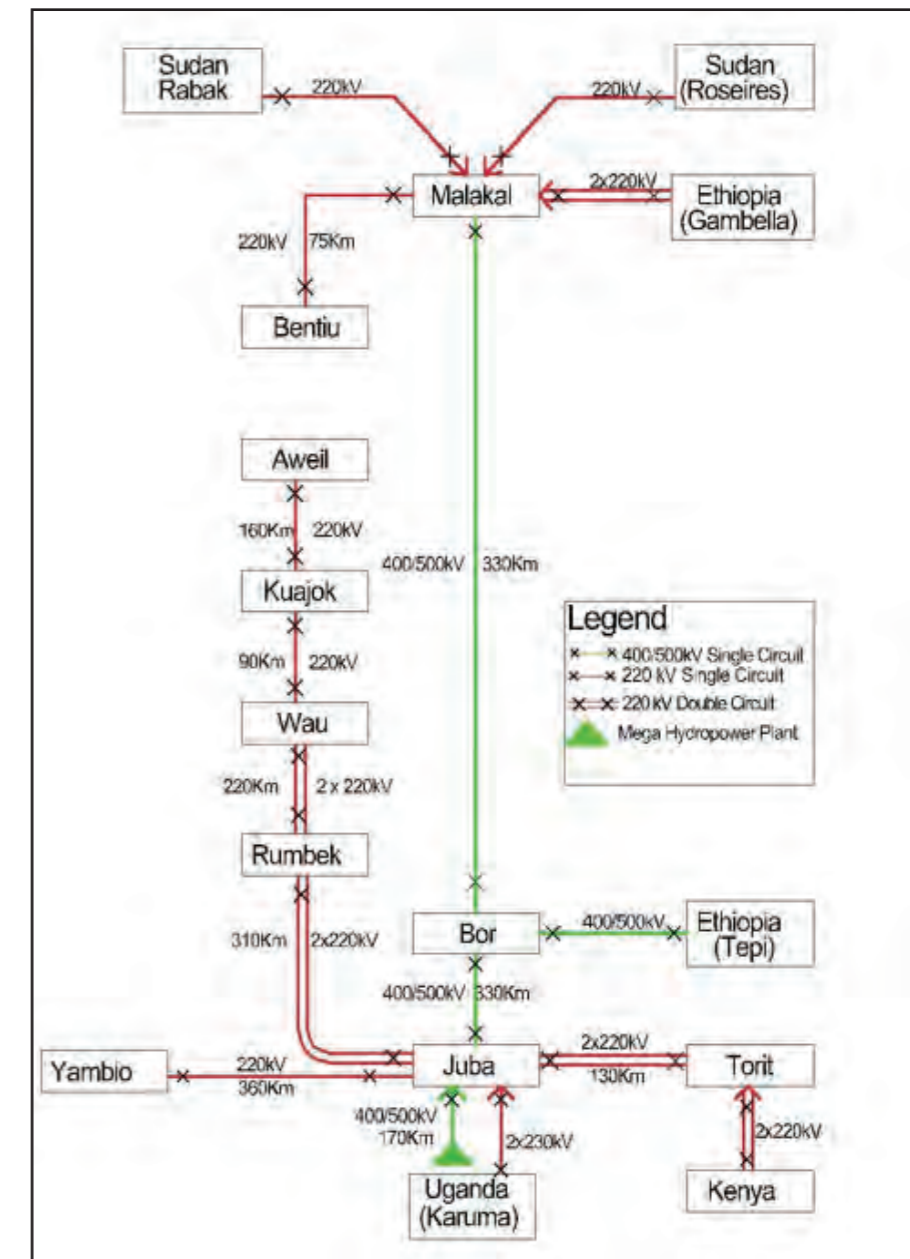 Sudan
Rabak
220kV
220kV
Sudan
(Roseires)
Malakal
2x220kV
Ethiopia
(Gambella)
220kV
75Km
Bentiu
Aweil
160Km
220kV
Kuajok
400/500kV
330Km
90Km
220kV
Wau
Legend
400/500kV Single Circuit
220 kV Single Circuit
220 kV Double Circuit
Mega Hydropower Plant
220Km
2 x 220kV
Rumbek
310Km
2x220kV
Bor
400/500kV
Ethiopia
(Tepi)
400/500kV
330Km
Yambio
220kV
360Km
Juba
2x220kV
130Km
Torit
400/500kV
170Km
2x230kV
2x220kV
Uganda
(Karuma)
Kenya